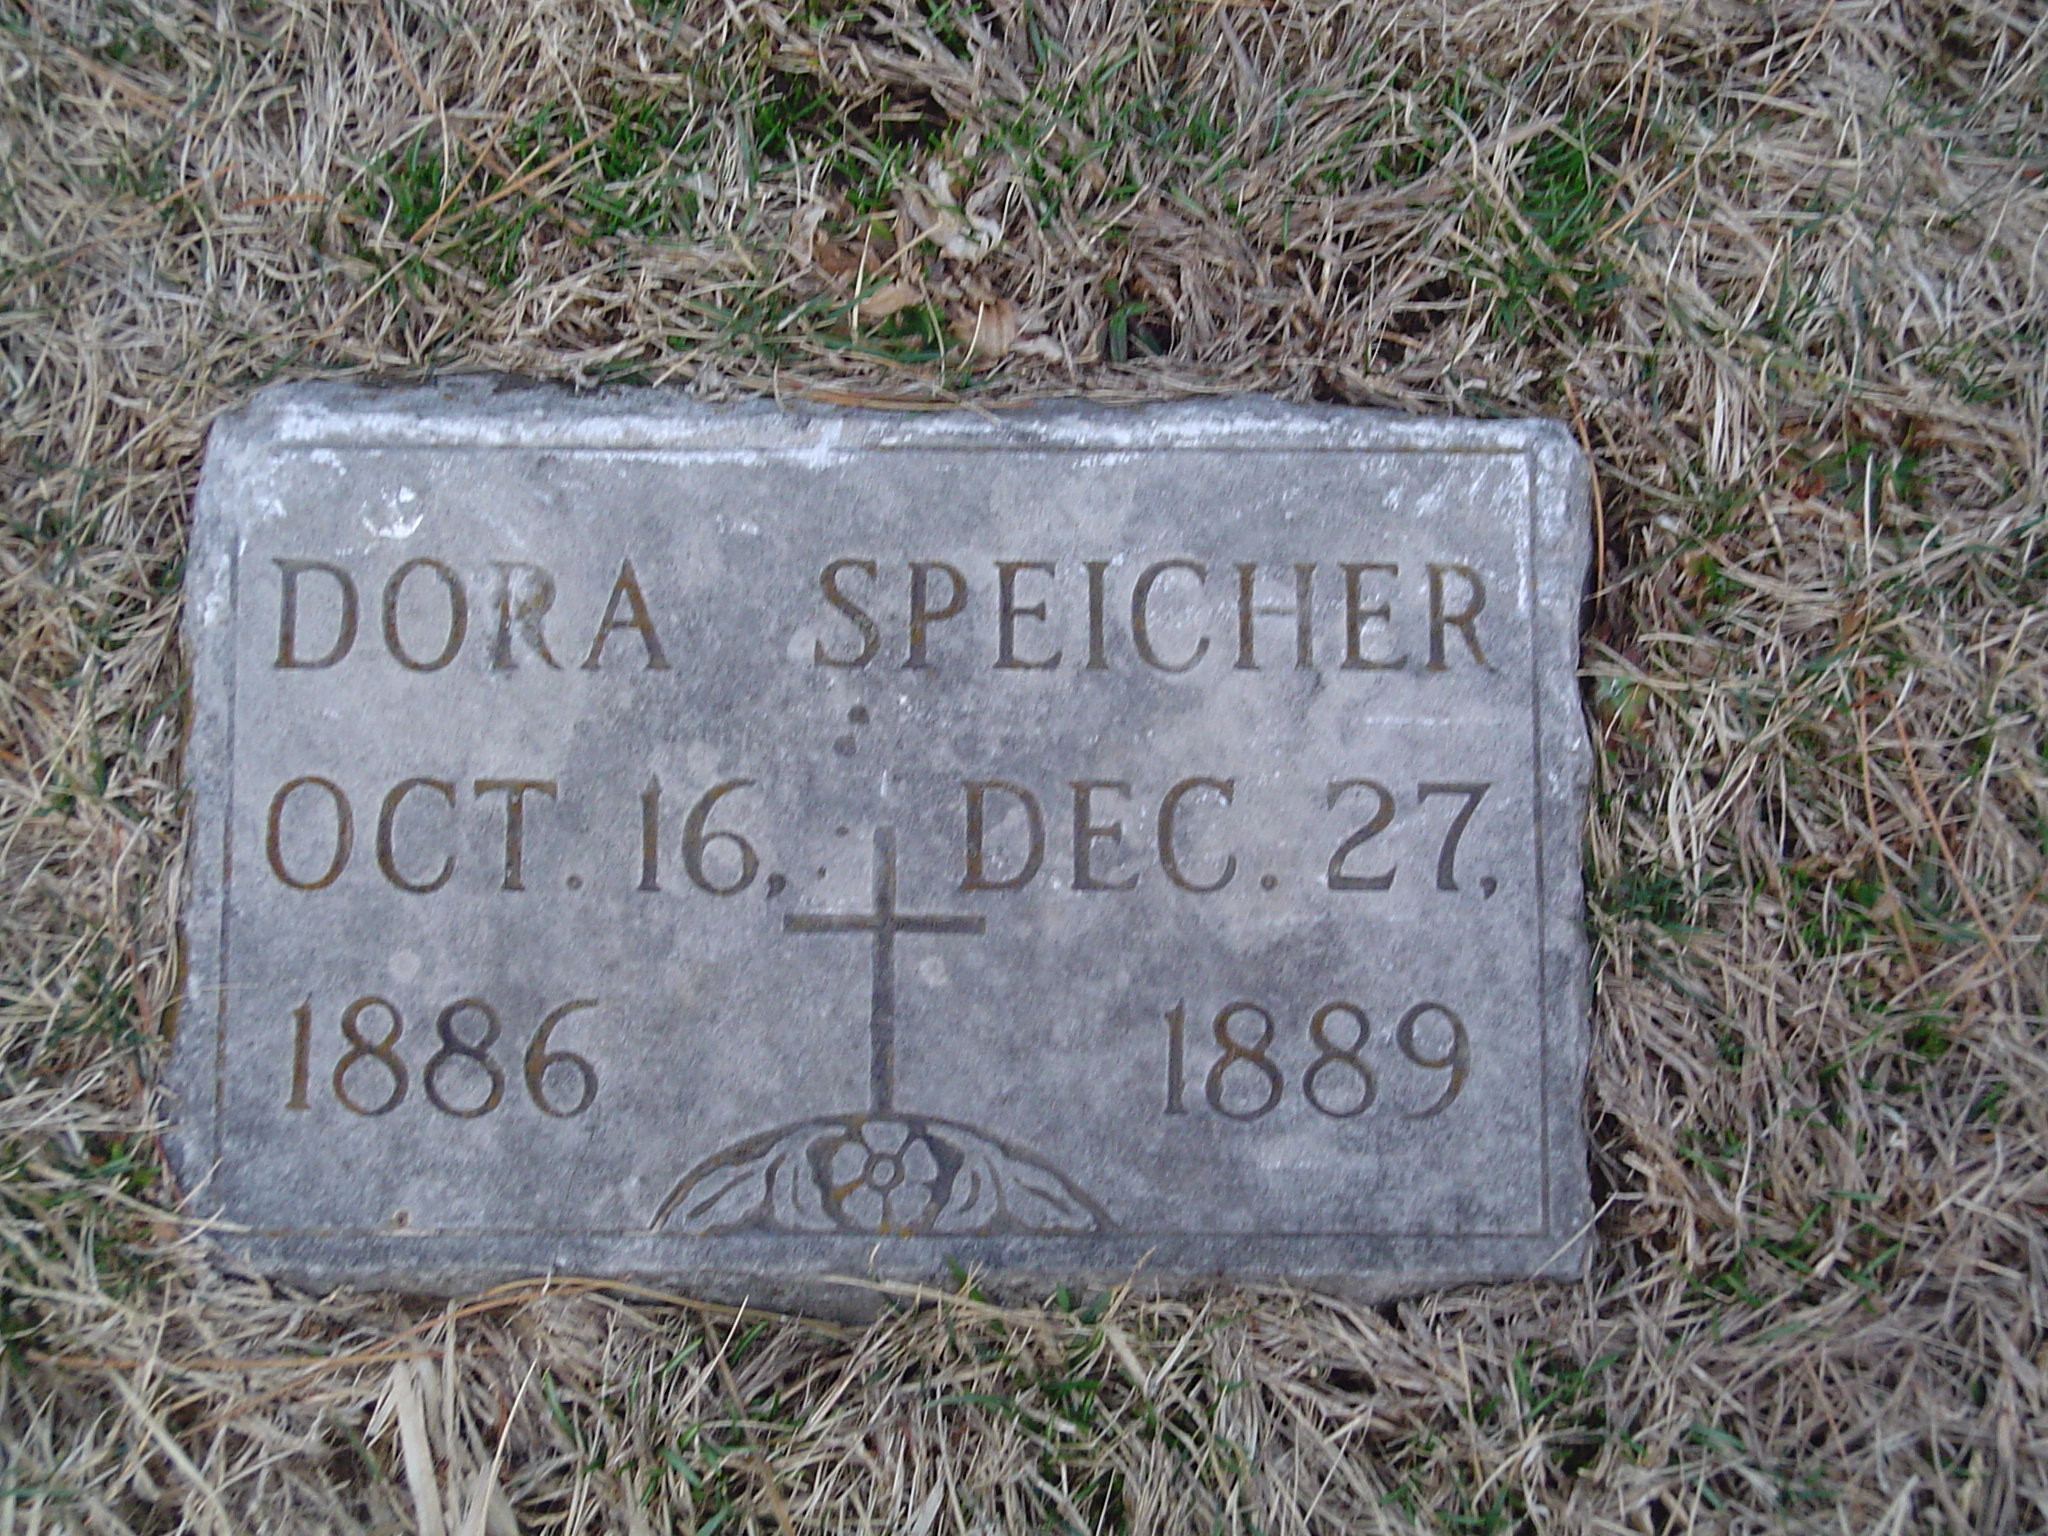 DORA SPEICHER
OCT. 16, DEC. 27,
1886 1889